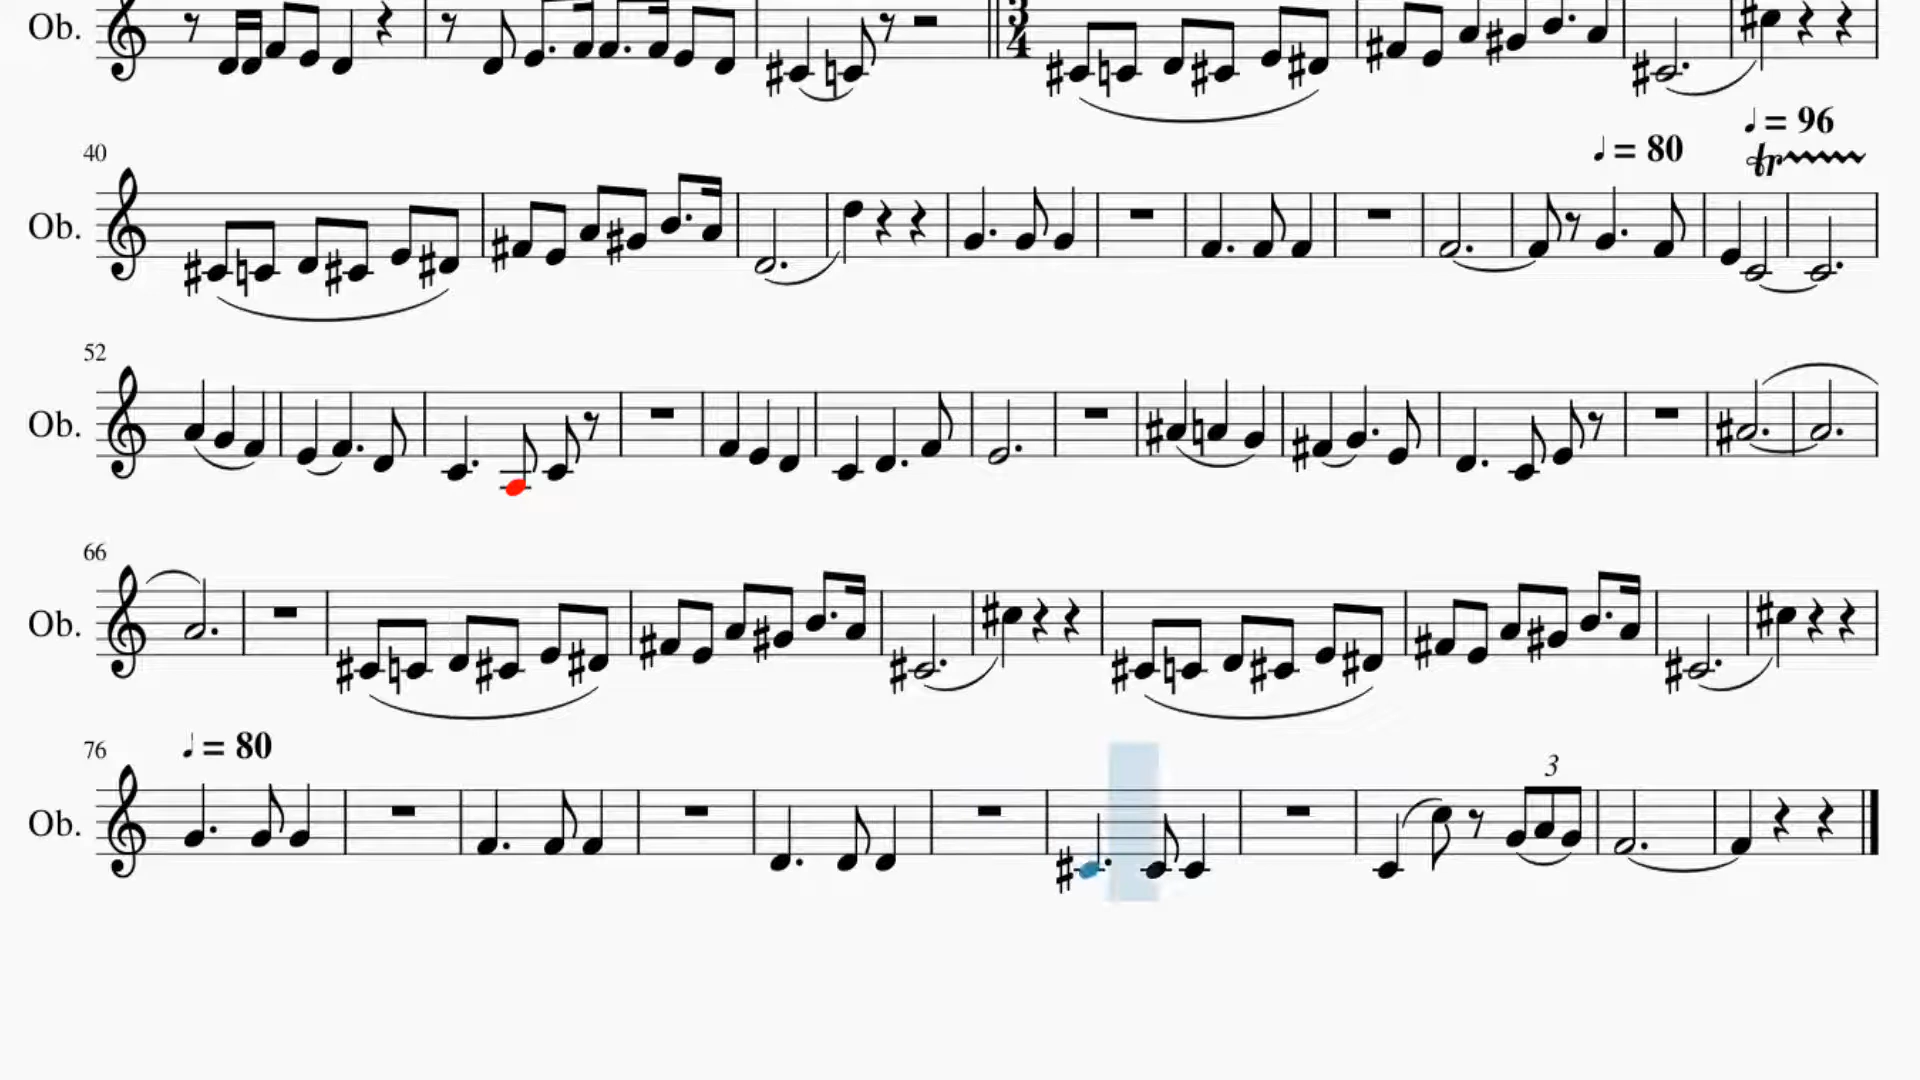 Ob.
3
4
♩ = 96
40
♩ = 80
tr
Ob.
52
Ob.
66
Ob.
76
♩ = 80
3
Ob.